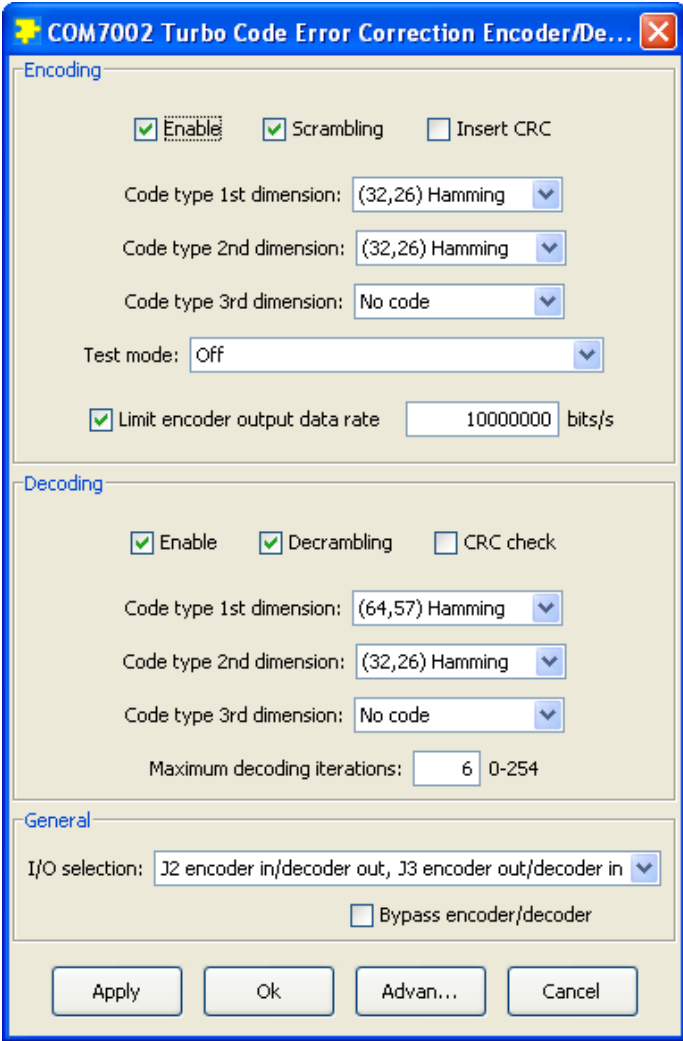 COM7002 Turbo Code Error Correction Encoder/De...
Encoding
Enable Scrambling Insert CRC
Code type 1st dimension: (32,26) Hamming
Code type 2nd dimension: (32,26) Hamming
Code type 3rd dimension: No code
Test mode: Off
Limit encoder output data rate 10000000 bits/s
Decoding
Enable Decrambling CRC check
Code type 1st dimension: (64,57) Hamming
Code type 2nd dimension: (32,26) Hamming
Code type 3rd dimension: No code
Maximum decoding iterations: 6 0-254
General
I/O selection: J2 encoder in/decoder out, J3 encoder out/decoder in
Bypass encoder/decoder
Apply Ok Advan... Cancel